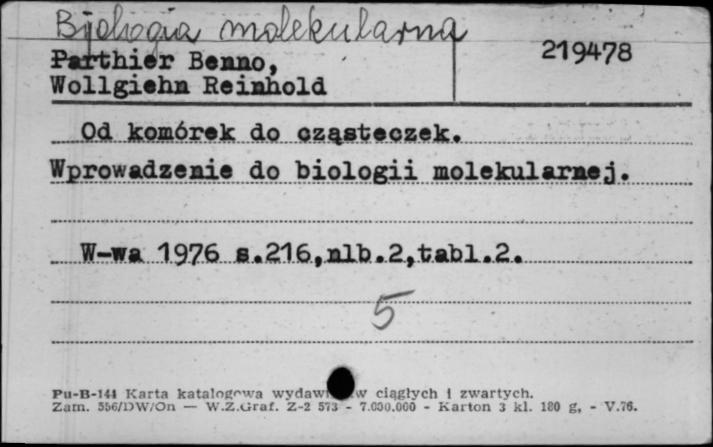 Biologia molekularna
Parthier Benno,
219478
Wollgiehn Reinhold
Od komórek do cząsteczek.
Wprowadzenie do biologii molekularnej.
W-wa 1976 s.216,nlb.2,tabl.2.
5
Pu-B-144 Karta katalogowa ciągłych i zwartych.
Zam. 556/DW/On — W.Z.Graf. Z-2 573 - 7.000.000 - Karton 3 kl. 180 g, - V.76.